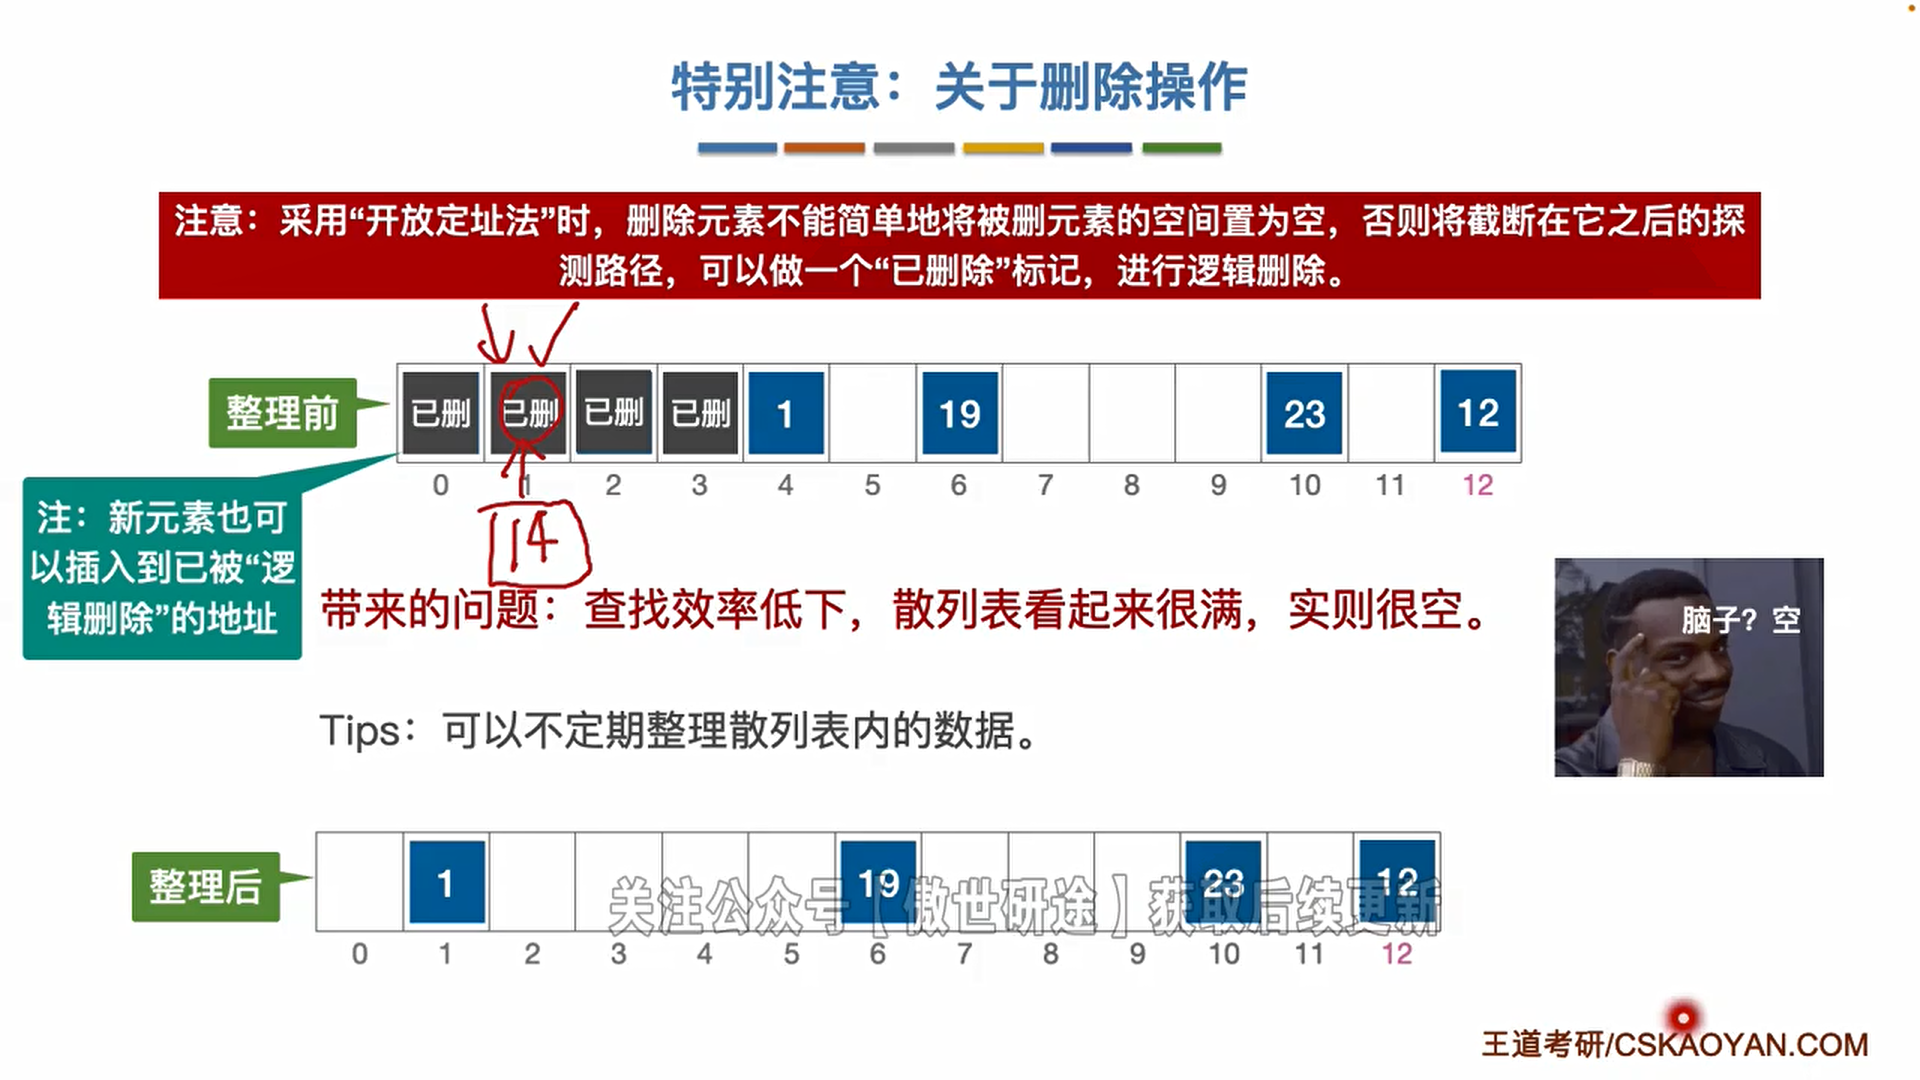 特别注意：关于删除操作
注意：采用“开放定址法”时，删除元素不能简单地将被删元素的空间置为空，否则将截断在它之后的探
测路径，可以做一个“已删除”标记，进行逻辑删除。
整理前
已删 已删 已删 已删 1 19 23 12
0 1 2 3 4 5 6 7 8 9 10 11 12
注：新元素也可
以插入到已被“逻
辑删除”的地址
14
带来的问题：查找效率低下，散列表看起来很满，实则很空。
脑子？空
Tips：可以不定期整理散列表内的数据。
整理后
1 19 23 12
关注公众号【傲世研途】获取后续更新
0 1 2 3 4 5 6 7 8 9 10 11 12
王道考研/CSKAOYAN.COM